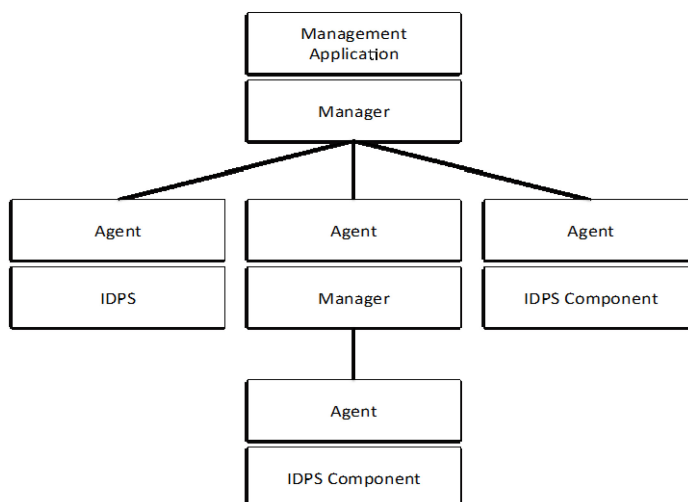 Management
Application
Manager
Agent
Agent
Agent
IDPS
Manager
IDPS Component
Agent
IDPS Component